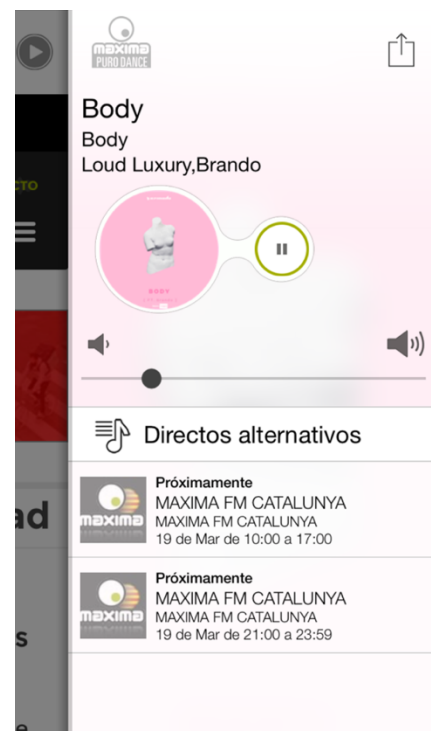 maxima
PURO DANCE
Body
Body
Loud Luxury,Brando
CTO
BODY
Directos alternativos
ad
Próximamente
maxima
MAXIMA FM CATALUNYA
MAXIMA FM CATALUNYA
19 de Mar de 10:00 a 17:00
s
Próximamente
maxima
MAXIMA FM CATALUNYA
MAXIMA FM CATALUNYA
19 de Mar de 21:00 a 23:59
e